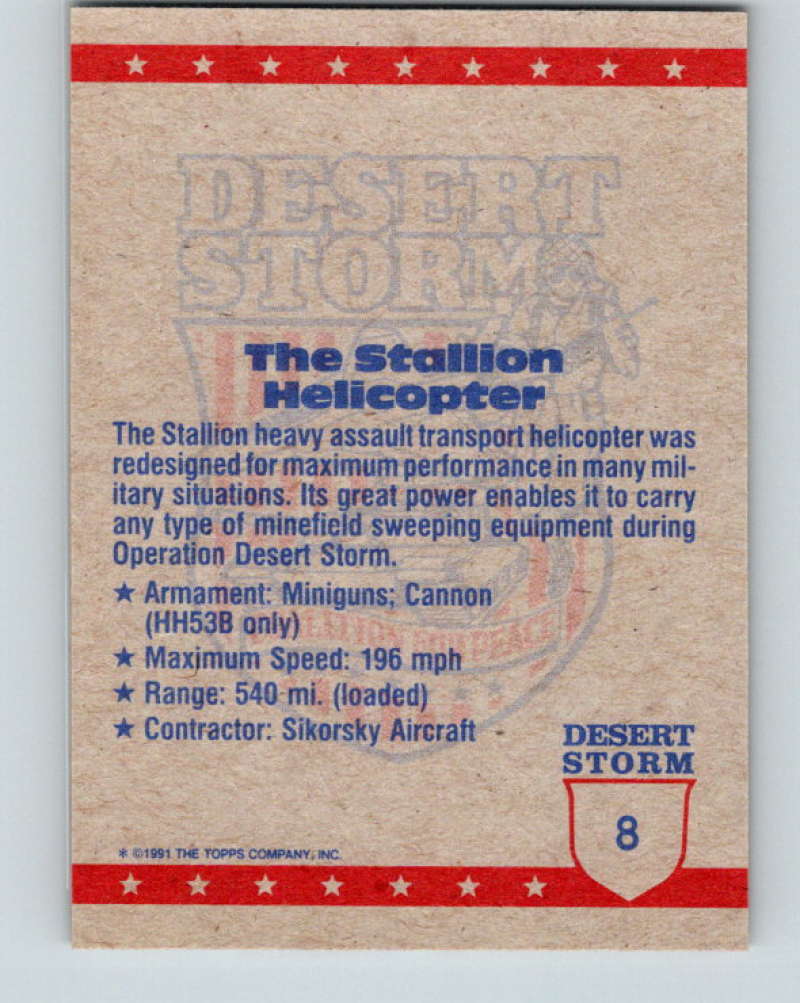 DESERT
STORM
The Stallion
Helicopter
The Stallion heavy assault transport helicopter was
redesigned for maximum performance in many mil-
itary situations. Its great power enables it to carry
any type of minefield sweeping equipment during
Operation Desert Storm.
★ Armament: Miniguns; Cannon
(HH53B only)
★ Maximum Speed: 196 mph
★ Range: 540 mi. (loaded)
★ Contractor: Sikorsky Aircraft
DESERT
STORM
8
* ©1991 THE TOPPS COMPANY, INC.